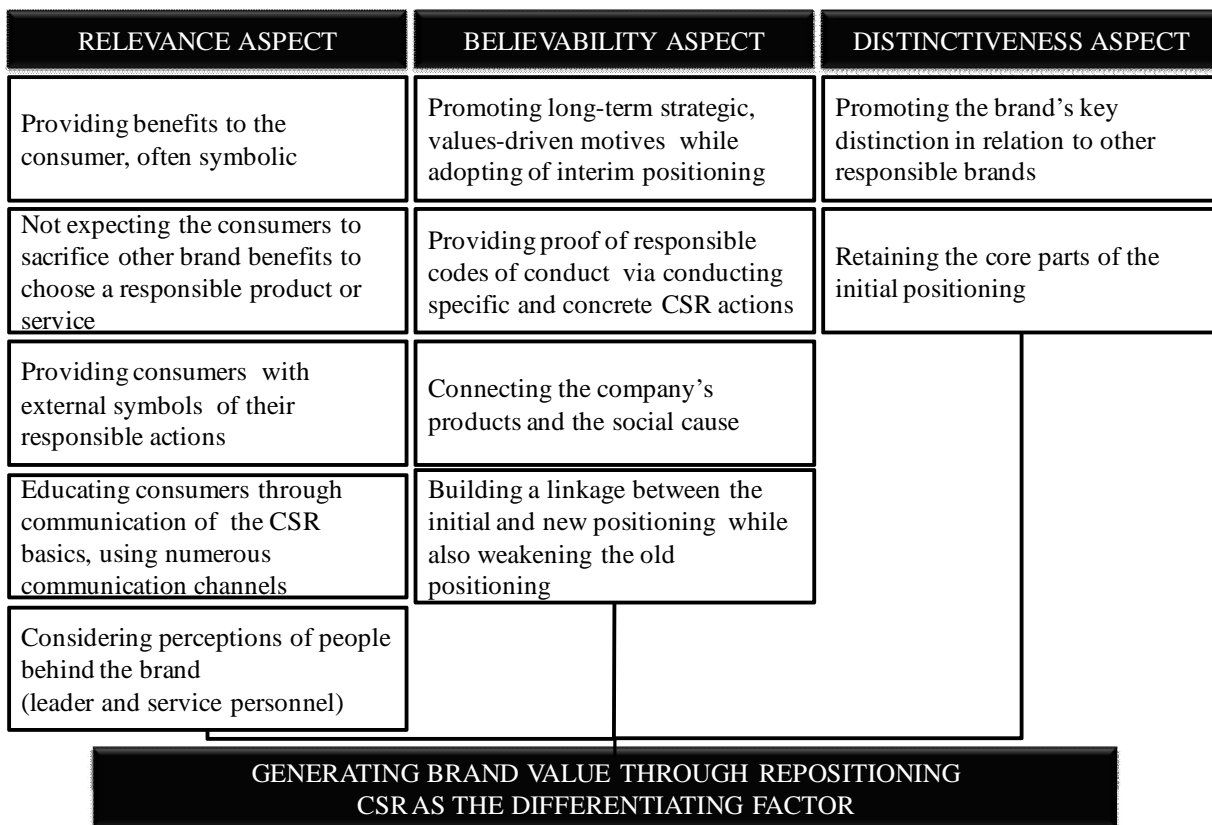 RELEVANCE ASPECT
Providing benefits to the
consumer, often symbolic
Not expecting the consumers to
sacrifice other brand benefits to
choose a responsible product or
service
Providing consumers with
external symbols of their
responsible actions
Educating consumers through
communication of the CSR
basics, using numerous
communication channels
Considering perceptions of people
behind the brand
(leader and service personnel)
BELIEVABILITY ASPECT
Promoting long-term strategic,
values-driven motives while
adopting of interim positioning
Providing proof of responsible
codes of conduct via conducting
specific and concrete CSR actions
Connecting the company's
products and the social cause
Building a linkage between the
initial and new positioning while
also weakening the old
positioning
DISTINCTIVENESS ASPECT
Promoting the brand's key
distinction in relation to other
responsible brands
Retaining the core parts of the
initial positioning
GENERATING BRAND VALUE THROUGH REPOSITIONING
CSR AS THE DIFFERENTIATING FACTOR